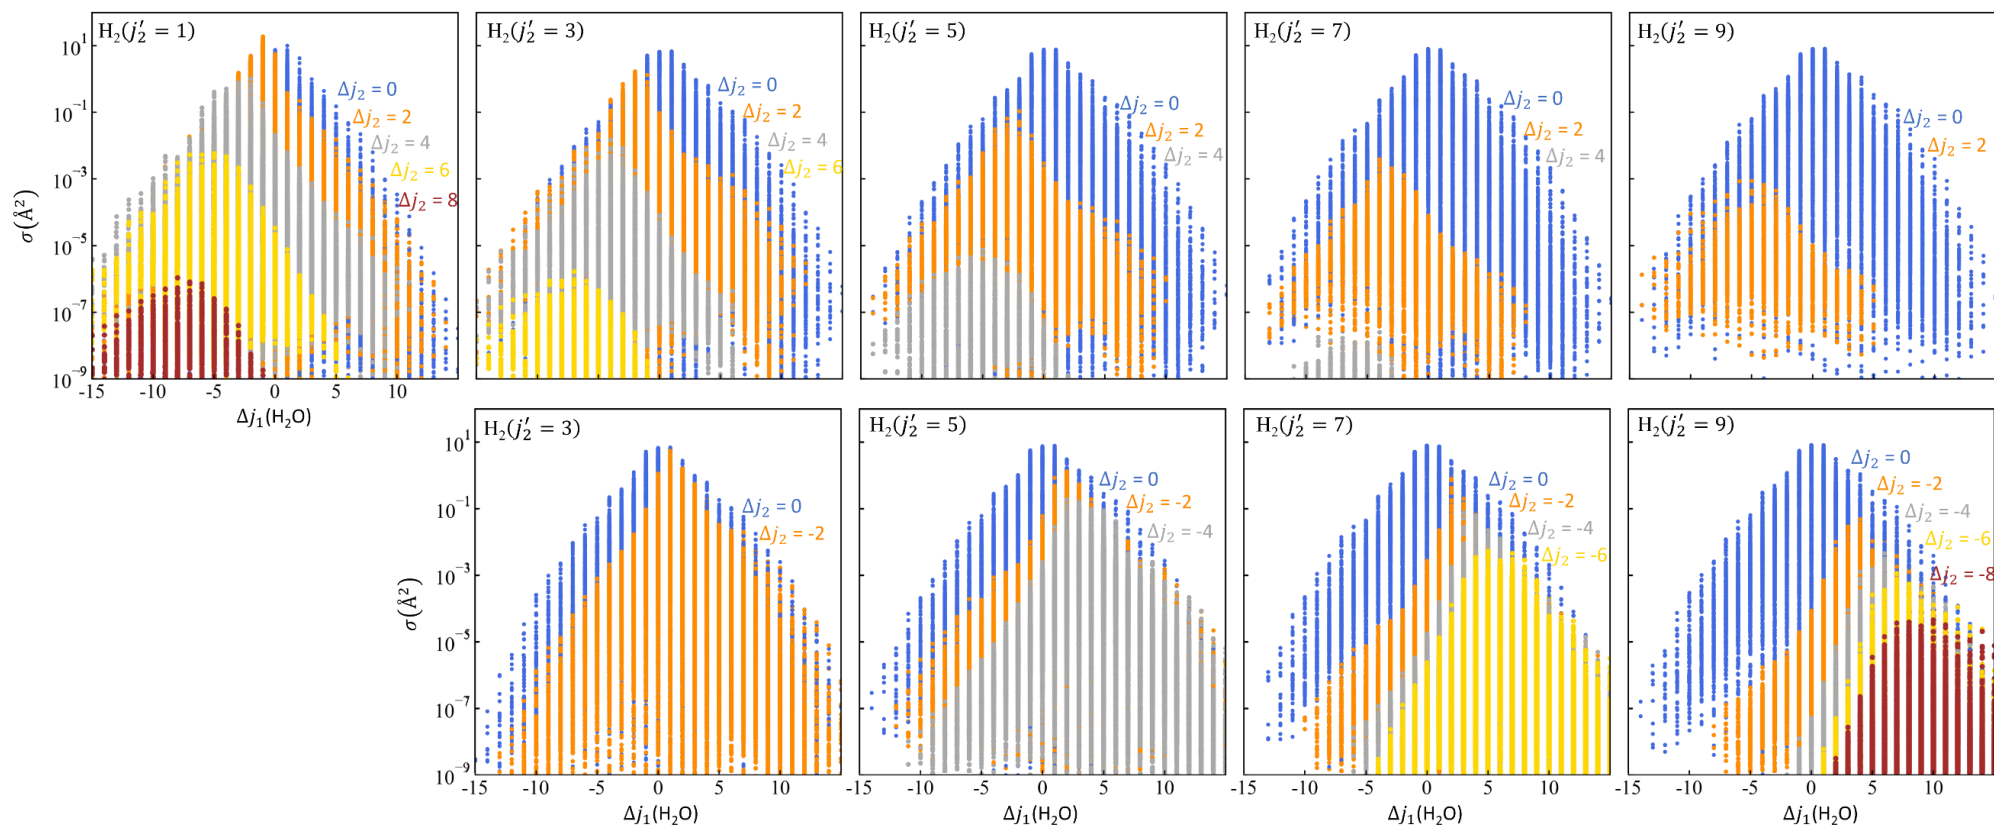 H₂(j₂′ = 1)
H₂(j₂′ = 3)
H₂(j₂′ = 5)
H₂(j₂′ = 7)
H₂(j₂′ = 9)
σ(Å²)
10¹
10⁻¹
10⁻³
10⁻⁵
10⁻⁷
10⁻⁹
Δj₂ = 0
Δj₂ = 2
Δj₂ = 4
Δj₂ = 6
Δj₂ = 8
Δj₂ = 0
Δj₂ = 2
Δj₂ = 4
Δj₂ = 6
Δj₂ = 0
Δj₂ = 2
Δj₂ = 4
Δj₂ = 0
Δj₂ = 2
Δj₂ = 4
Δj₂ = 0
Δj₂ = 2
-15 -10 -5 0 5 10
Δj₁(H₂O)
H₂(j₂′ = 3)
H₂(j₂′ = 5)
H₂(j₂′ = 7)
H₂(j₂′ = 9)
σ(Å²)
10¹
10⁻¹
10⁻³
10⁻⁵
10⁻⁷
10⁻⁹
Δj₂ = 0
Δj₂ = -2
Δj₂ = 0
Δj₂ = -2
Δj₂ = -4
Δj₂ = 0
Δj₂ = -2
Δj₂ = -4
Δj₂ = -6
Δj₂ = 0
Δj₂ = -2
Δj₂ = -4
Δj₂ = -6
Δj₂ = -8
-15 -10 -5 0 5 10 -15 -10 -5 0 5 10 -15 -10 -5 0 5 10 -15 -10 -5 0 5 10 15
Δj₁(H₂O)
Δj₁(H₂O)
Δj₁(H₂O)
Δj₁(H₂O)